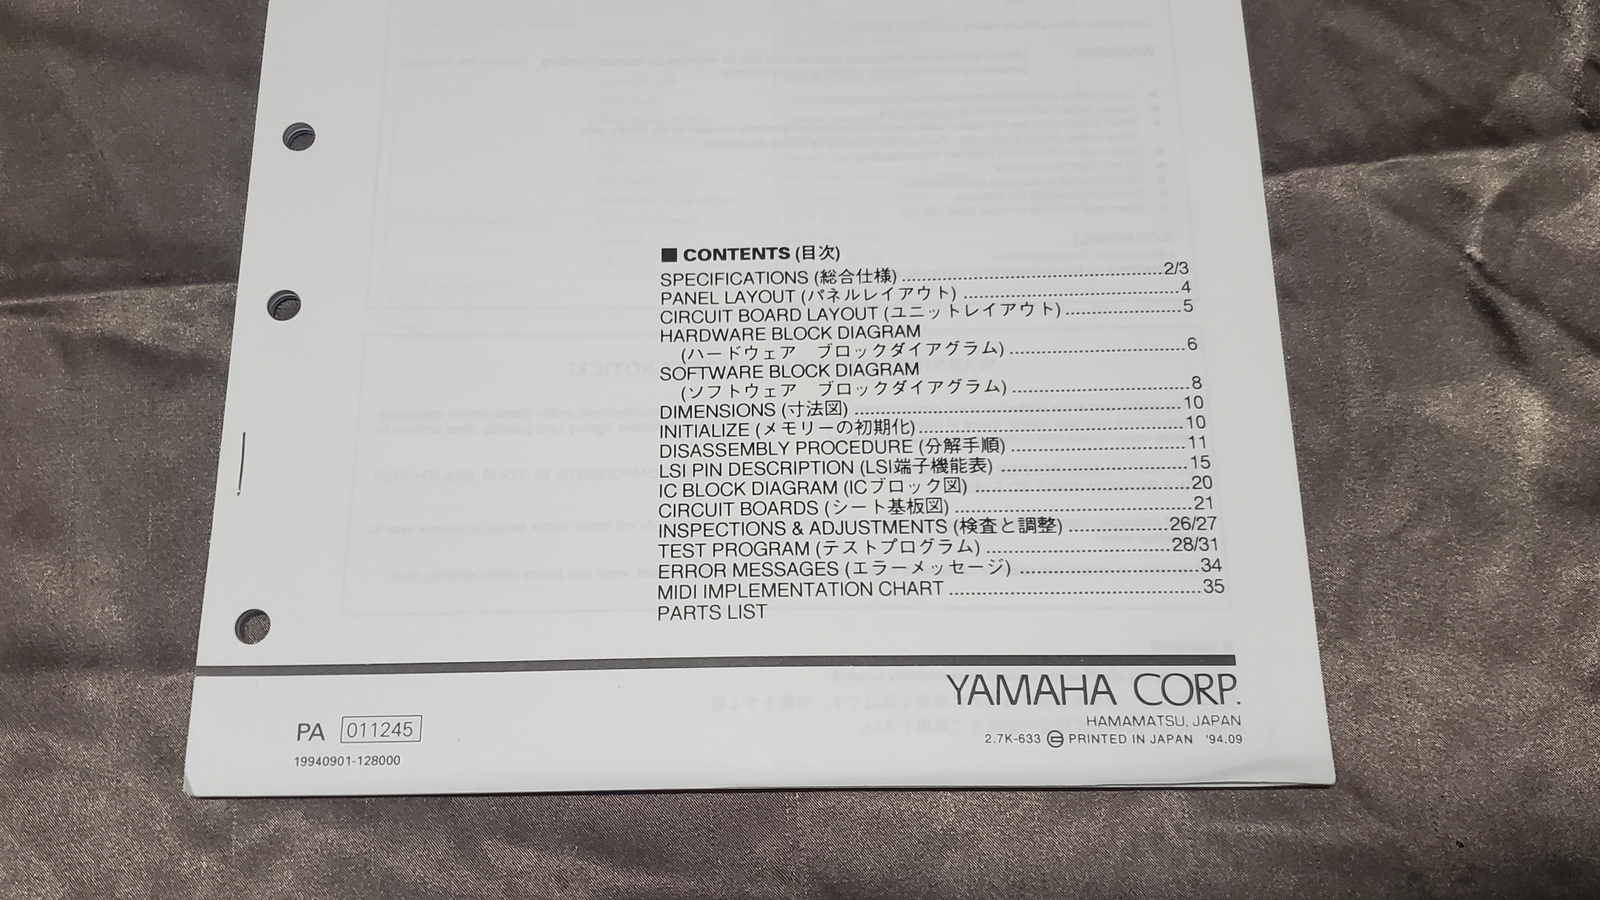 ■ CONTENTS (目次)
SPECIFICATIONS (総合仕様) ........ 2/3
PANEL LAYOUT (パネルレイアウト) ........ 4
CIRCUIT BOARD LAYOUT (ユニットレイアウト) ........ 5
HARDWARE BLOCK DIAGRAM
(ハードウェア ブロックダイアグラム) ........ 6
SOFTWARE BLOCK DIAGRAM
(ソフトウェア ブロックダイアグラム) ........ 8
DIMENSIONS (寸法図) ........ 10
INITIALIZE (メモリーの初期化) ........ 10
DISASSEMBLY PROCEDURE (分解手順) ........ 11
LSI PIN DESCRIPTION (LSI端子機能表) ........ 15
IC BLOCK DIAGRAM (ICブロック図) ........ 20
CIRCUIT BOARDS (シート基板図) ........ 21
INSPECTIONS & ADJUSTMENTS (検査と調整) ........ 26/27
TEST PROGRAM (テストプログラム) ........ 28/31
ERROR MESSAGES (エラーメッセージ) ........ 34
MIDI IMPLEMENTATION CHART ........ 35
PARTS LIST
YAMAHA CORP.
HAMAMATSU, JAPAN
2.7K-633 PRINTED IN JAPAN '94.09
PA 011245
19940901-128000